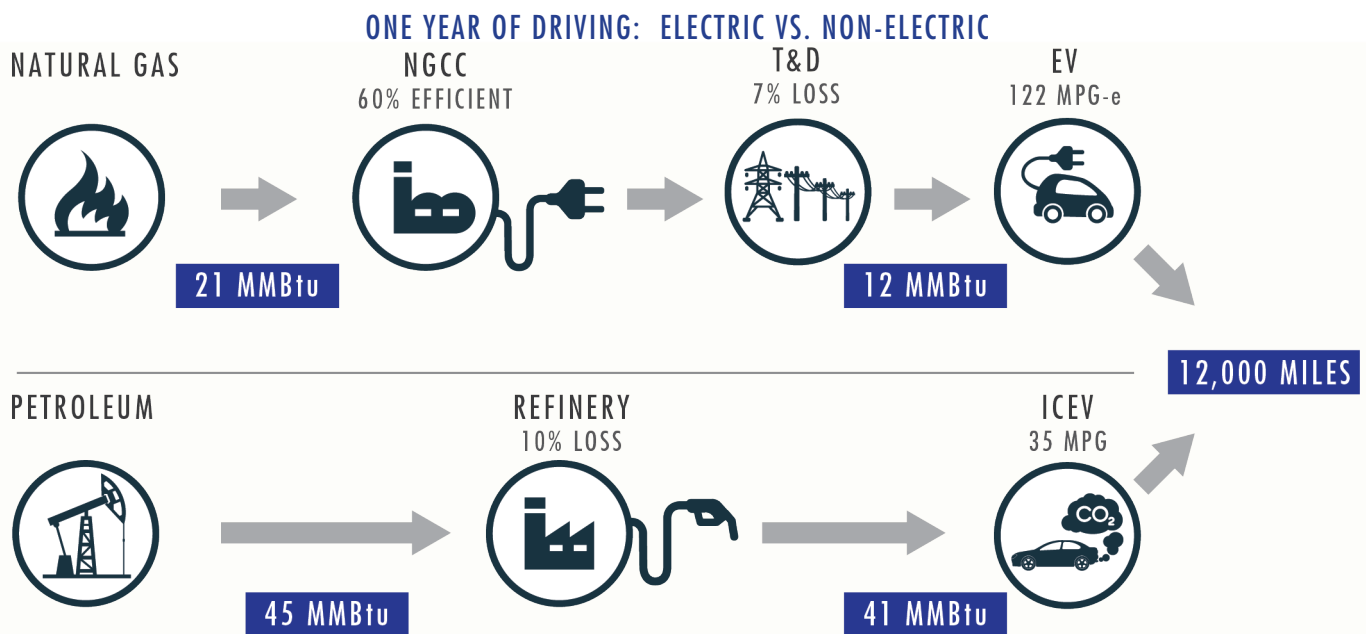 ONE YEAR OF DRIVING: ELECTRIC VS. NON-ELECTRIC
NATURAL GAS
NGCC
60% EFFICIENT
T&D
7% LOSS
EV
122 MPG-e
21 MMBtu
12 MMBtu
12,000 MILES
PETROLEUM
REFINERY
10% LOSS
ICEV
35 MPG
CO₂
45 MMBtu
41 MMBtu